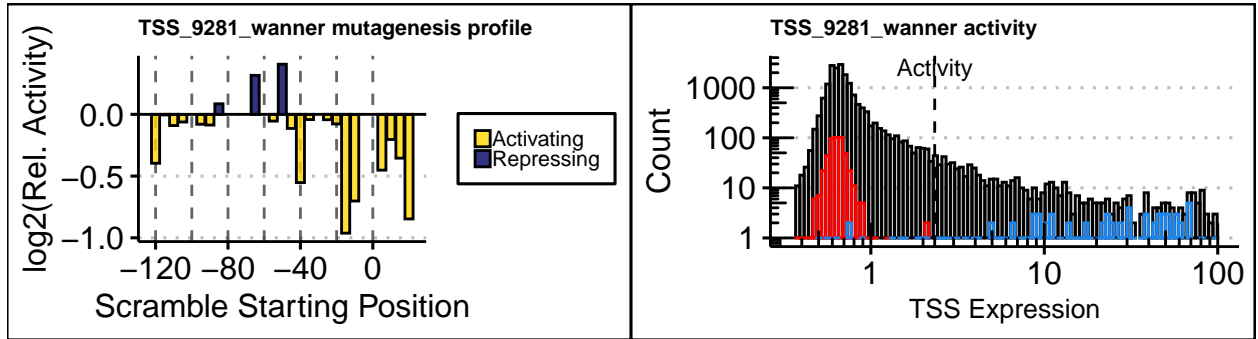 TSS_9281_wanner mutagenesis profile
log2(Rel. Activity)
0.0
−0.5
−1.0
−120
−80
−40
0
Scramble Starting Position
Activating
Repressing
TSS_9281_wanner activity
Activity
Count
1000
100
10
1
1
10
100
TSS Expression